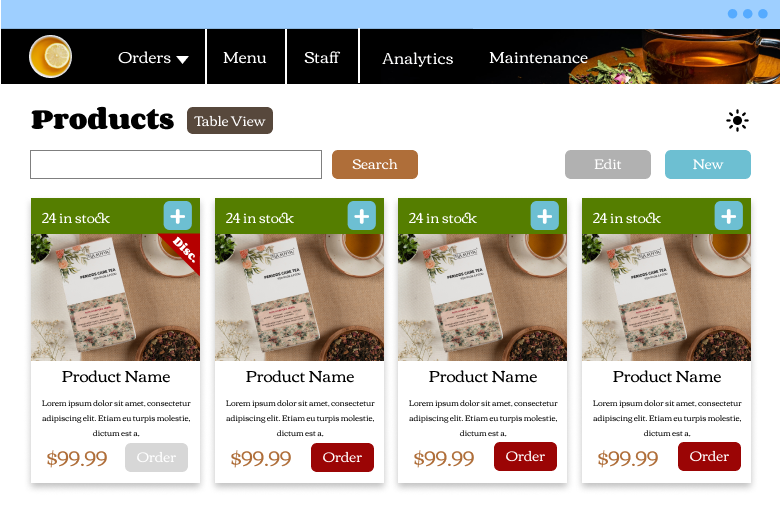 Orders Menu Staff Analytics Maintenance
Products Table View
Search Edit New
24 in stock 24 in stock 24 in stock 24 in stock
Disc.
PERIODS CURE TEA PERIODS CURE TEA PERIODS CURE TEA PERIODS CURE TEA
Product Name Product Name Product Name Product Name
Lorem ipsum dolor sit amet, consectetur Lorem ipsum dolor sit amet, consectetur Lorem ipsum dolor sit amet, consectetur Lorem ipsum dolor sit amet, consectetur
adipiscing elit. Etiam eu turpis molestie, adipiscing elit. Etiam eu turpis molestie, adipiscing elit. Etiam eu turpis molestie, adipiscing elit. Etiam eu turpis molestie,
dictum est a, dictum est a, dictum est a, dictum est a,
$99.99 Order $99.99 Order $99.99 Order $99.99 Order